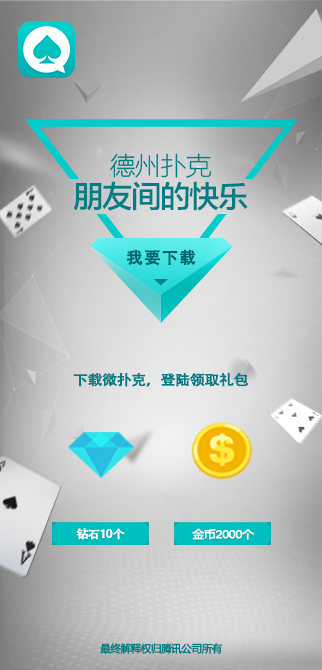 德州扑克
朋友间的快乐
我要下载
下载微扑克，登陆领取礼包
钻石10个
金币2000个
最终解释权归腾讯公司所有